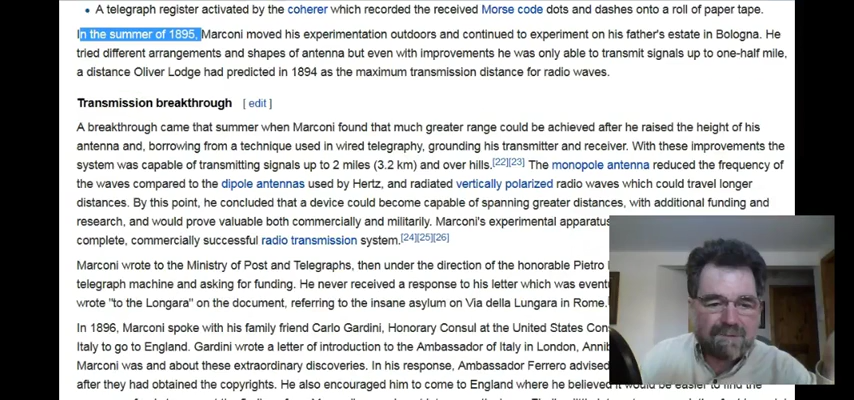 • A telegraph register activated by the coherer which recorded the received Morse code dots and dashes onto a roll of paper tape.
In the summer of 1895, Marconi moved his experimentation outdoors and continued to experiment on his father's estate in Bologna. He
tried different arrangements and shapes of antenna but even with improvements he was only able to transmit signals up to one-half mile,
a distance Oliver Lodge had predicted in 1894 as the maximum transmission distance for radio waves.
Transmission breakthrough [ edit ]
A breakthrough came that summer when Marconi found that much greater range could be achieved after he raised the height of his
antenna and, borrowing from a technique used in wired telegraphy, grounding his transmitter and receiver. With these improvements the
system was capable of transmitting signals up to 2 miles (3.2 km) and over hills.[22][23] The monopole antenna reduced the frequency of
the waves compared to the dipole antennas used by Hertz, and radiated vertically polarized radio waves which could travel longer
distances. By this point, he concluded that a device could become capable of spanning greater distances, with additional funding and
research, and would prove valuable both commercially and militarily. Marconi's experimental apparatus
complete, commercially successful radio transmission system.[24][25][26]
Marconi wrote to the Ministry of Post and Telegraphs, then under the direction of the honorable Pietro
telegraph machine and asking for funding. He never received a response to his letter which was
wrote "to the Longara" on the document, referring to the insane asylum on Via della Lungara in Rome.
In 1896, Marconi spoke with his family friend Carlo Gardini, Honorary Consul at the United States
Italy to go to England. Gardini wrote a letter of introduction to the Ambassador of Italy in London,
Marconi was and about these extraordinary discoveries. In his response, Ambassador Ferrero advised
after they had obtained the copyrights. He also encouraged him to come to England where he believed it would be easier to find the